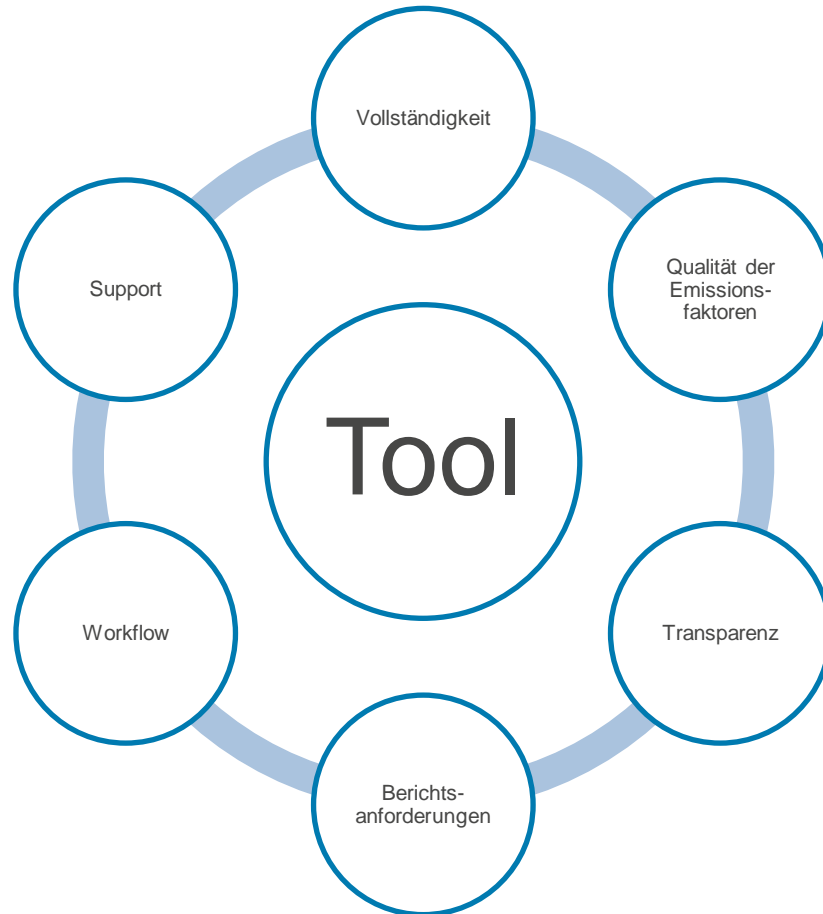 Vollständigkeit
Qualität der
Emissions-
faktoren
Support
Tool
Workflow
Transparenz
Berichts-
anforderungen